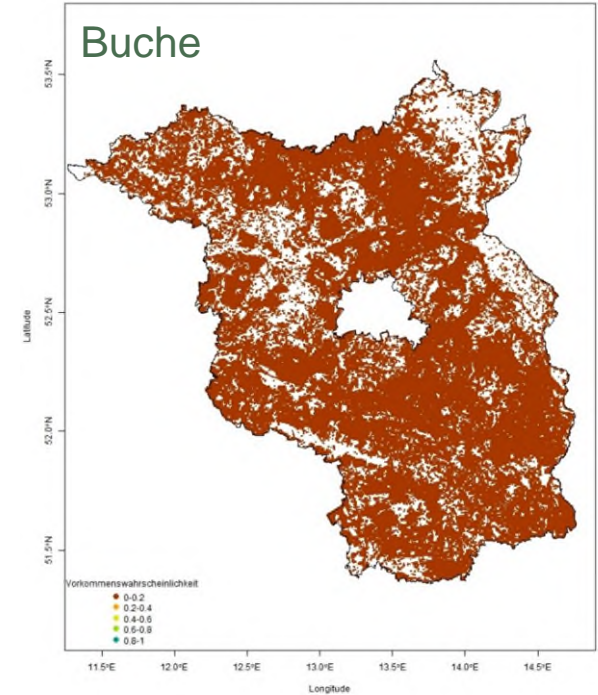 Buche
53.5°N
53.0°N
52.5°N
52.0°N
51.5°N
Latitude
Vorkommenswahrscheinlichkeit
0-0.2
0.2-0.4
0.4-0.6
0.6-0.8
0.8-1
11.5°E 12.0°E 12.5°E 13.0°E 13.5°E 14.0°E 14.5°E
Longitude